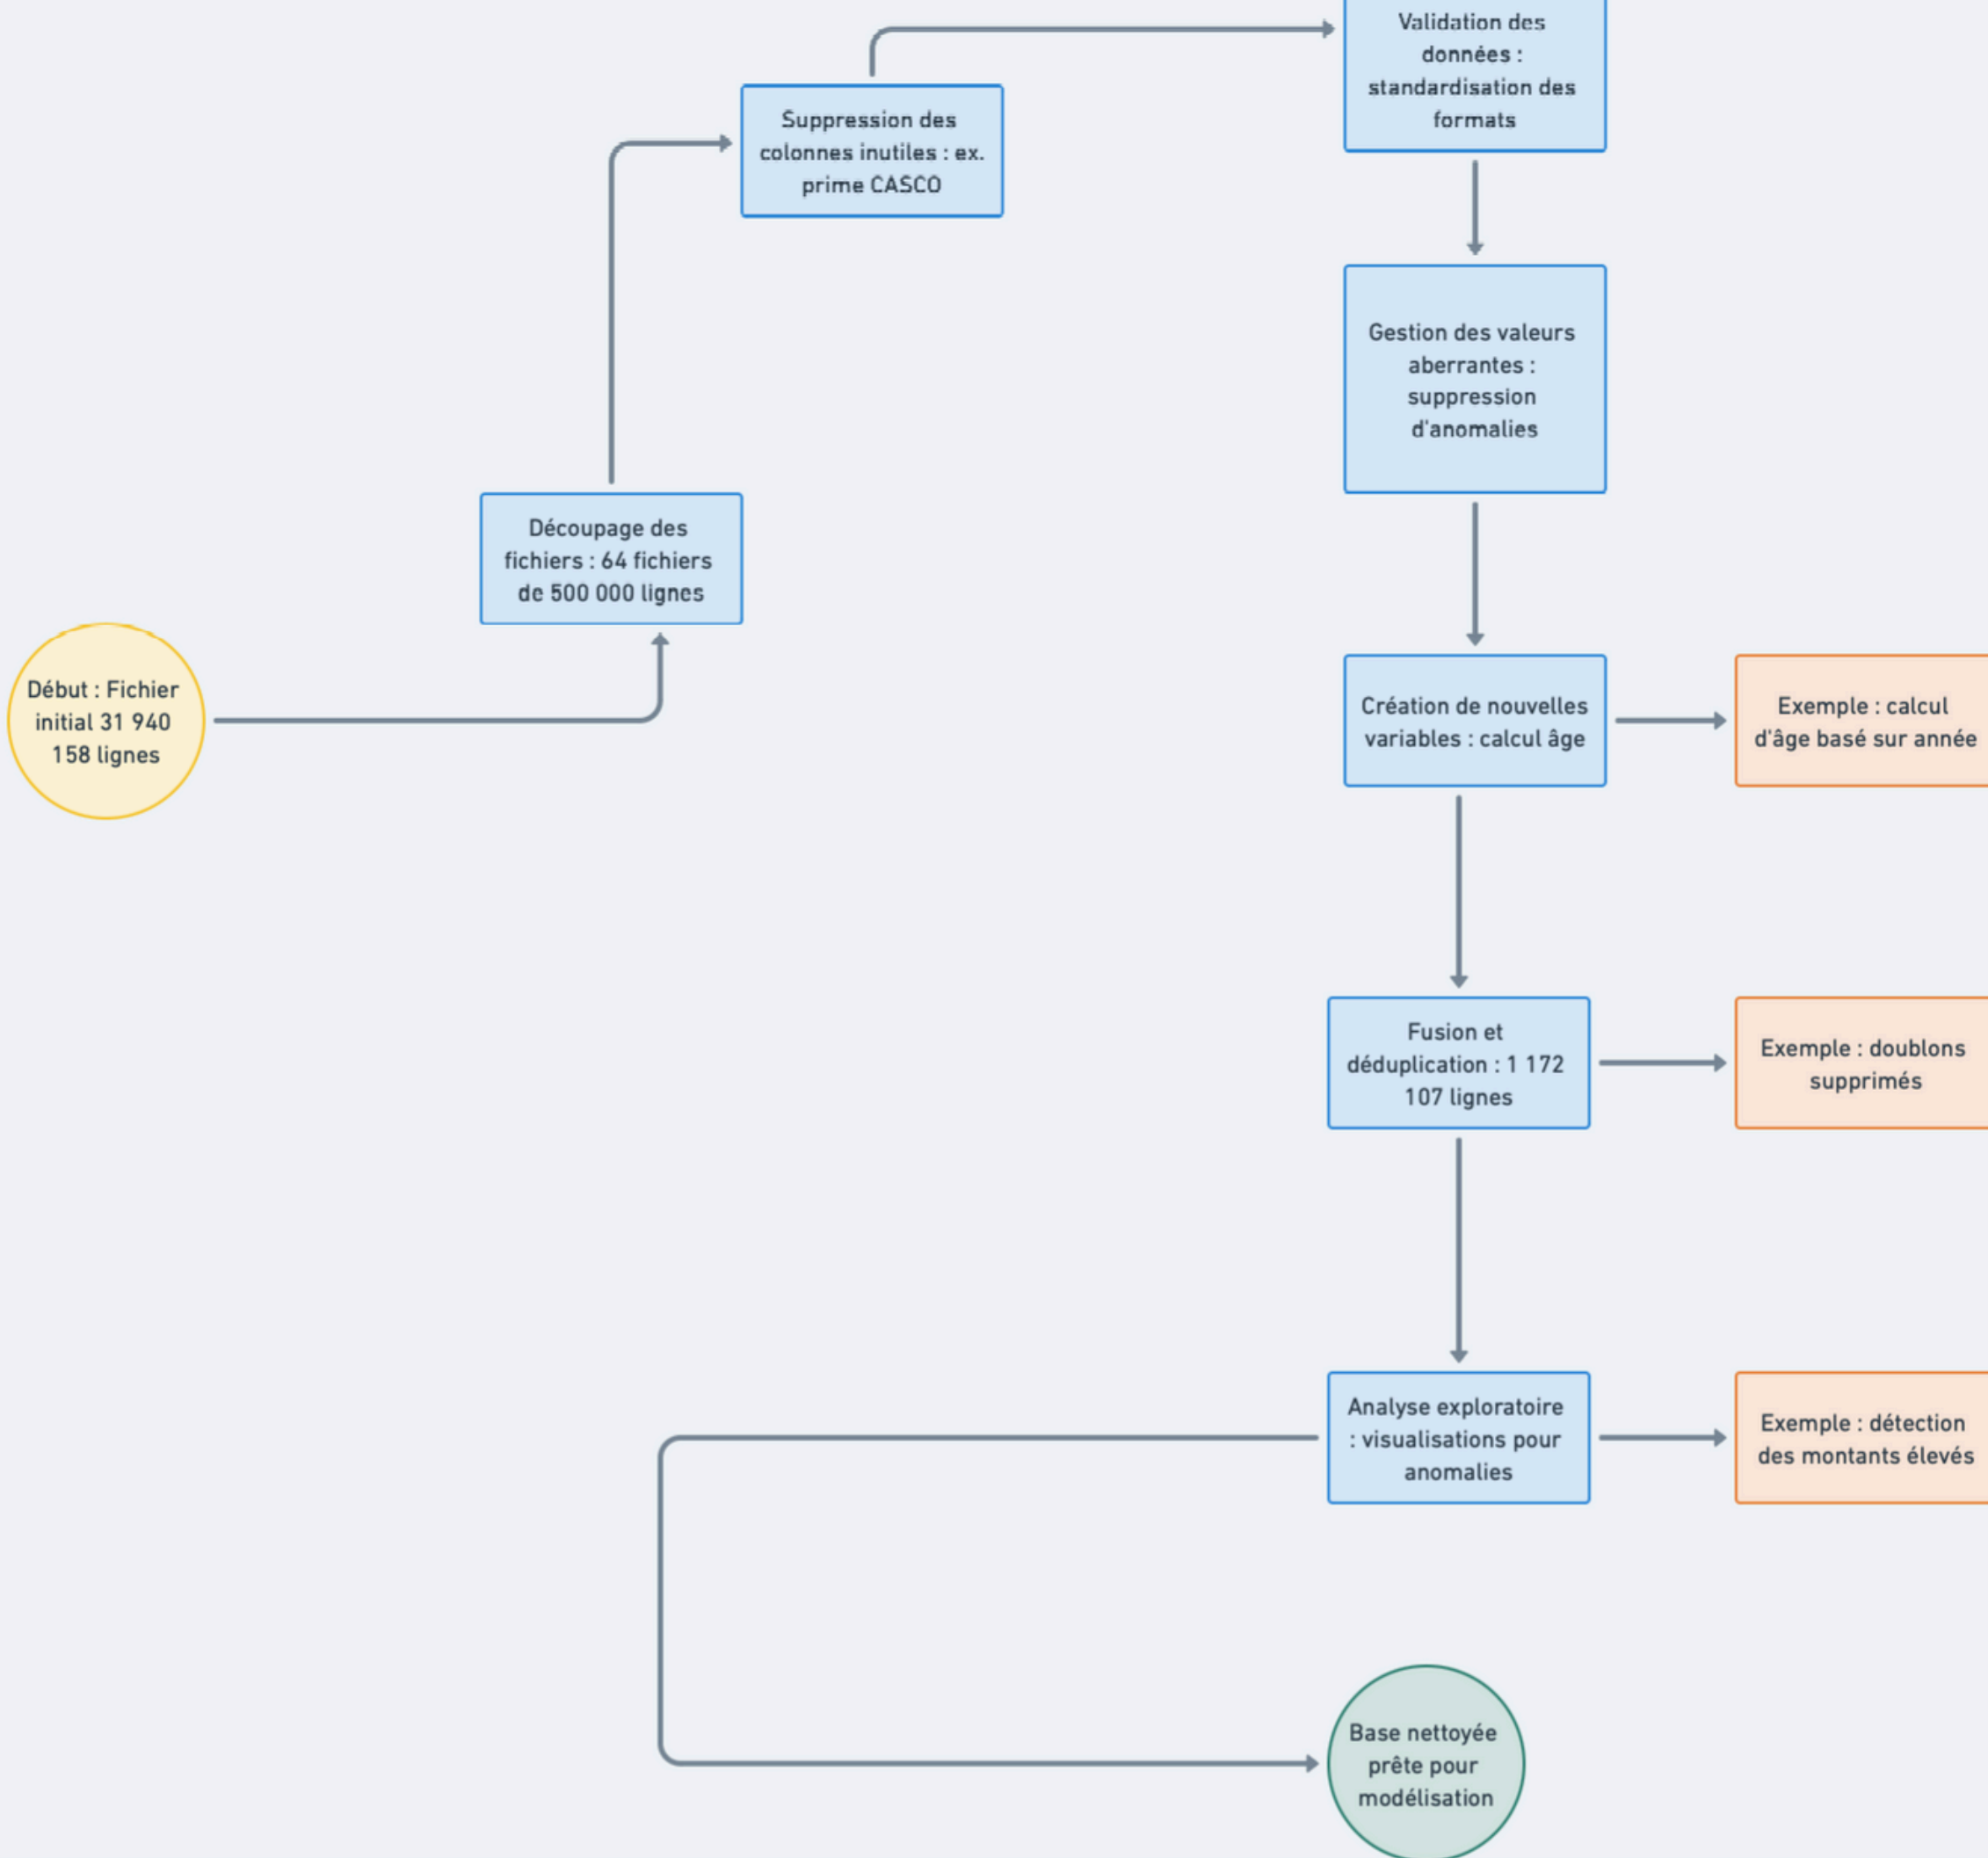 Début : Fichier
initial 31 940
158 lignes
Découpage des
fichiers : 64 fichiers
de 500 000 lignes
Suppression des
colonnes inutiles : ex.
prime CASCO
Validation des
données :
standardisation des
formats
Gestion des valeurs
aberrantes :
suppression
d'anomalies
Création de nouvelles
variables : calcul âge
Exemple : calcul
d'âge basé sur année
Fusion et
déduplication : 1 172
107 lignes
Exemple : doublons
supprimés
Analyse exploratoire
: visualisations pour
anomalies
Exemple : détection
des montants élevés
Base nettoyée
prête pour
modélisation